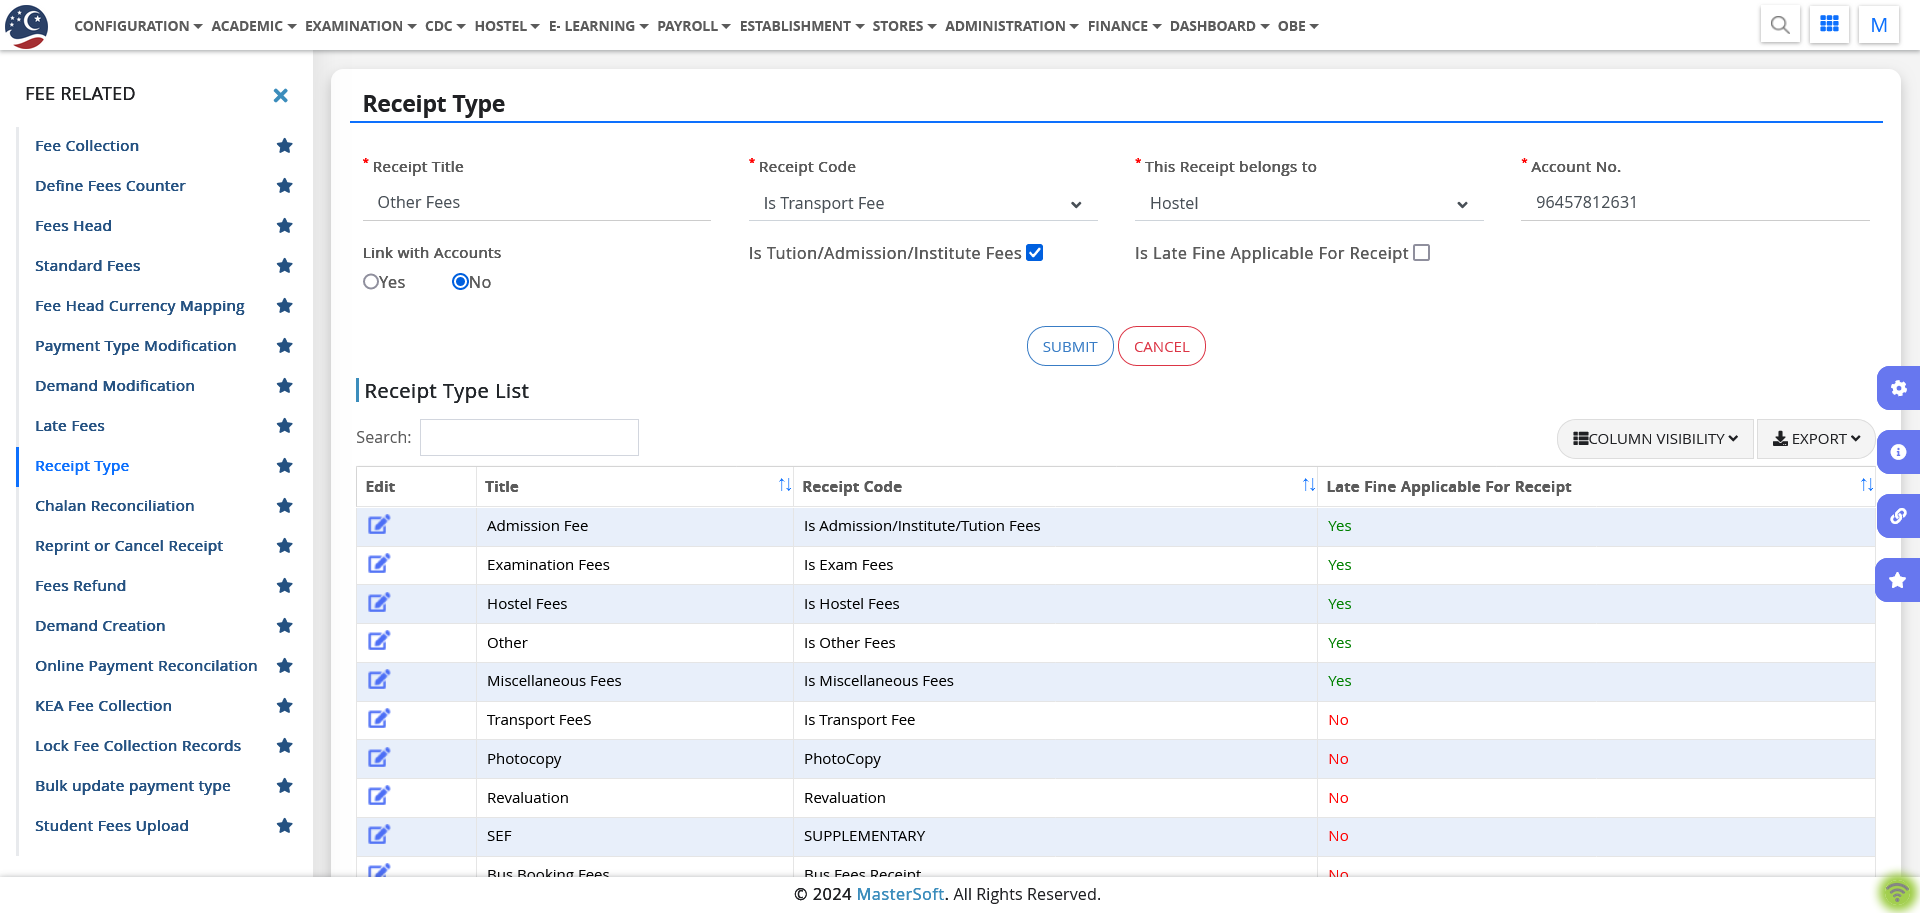 CONFIGURATION ACADEMIC EXAMINATION CDC HOSTEL E- LEARNING PAYROLL ESTABLISHMENT STORES ADMINISTRATION FINANCE DASHBOARD OBE M
FEE RELATED
Fee Collection
Define Fees Counter
Fees Head
Standard Fees
Fee Head Currency Mapping
Payment Type Modification
Demand Modification
Late Fees
Receipt Type
Chalan Reconciliation
Reprint or Cancel Receipt
Fees Refund
Demand Creation
Online Payment Reconcilation
KEA Fee Collection
Lock Fee Collection Records
Bulk update payment type
Student Fees Upload
Receipt Type
* Receipt Title * Receipt Code * This Receipt belongs to * Account No.
Other Fees Is Transport Fee Hostel 96457812631
Link with Accounts Is Tution/Admission/Institute Fees Is Late Fine Applicable For Receipt
Yes No
SUBMIT CANCEL
Receipt Type List
Search: COLUMN VISIBILITY EXPORT
Edit Title Receipt Code Late Fine Applicable For Receipt
Admission Fee Is Admission/Institute/Tution Fees Yes
Examination Fees Is Exam Fees Yes
Hostel Fees Is Hostel Fees Yes
Other Is Other Fees Yes
Miscellaneous Fees Is Miscellaneous Fees Yes
Transport FeeS Is Transport Fee No
Photocopy PhotoCopy No
Revaluation Revaluation No
SEF SUPPLEMENTARY No
Bus Booking Fees Bus Fees Receipt No
© 2024 MasterSoft. All Rights Reserved.